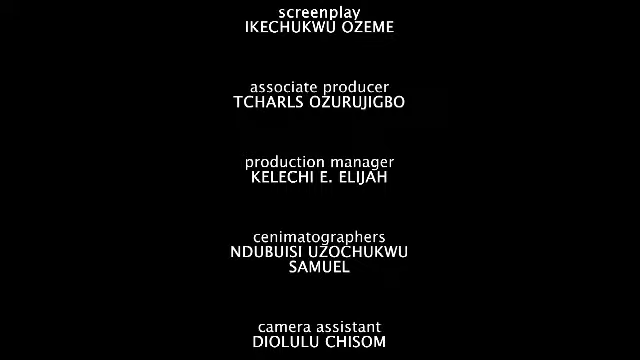 screenplay
IKECHUKWU OZEME
associate producer
TCHARLS OZURUJIGBO
production manager
KELECHI E. ELIJAH
cenimatographers
NDUBUISI UZOCHUKWU
SAMUEL
camera assistant
DIOLULU CHISOM